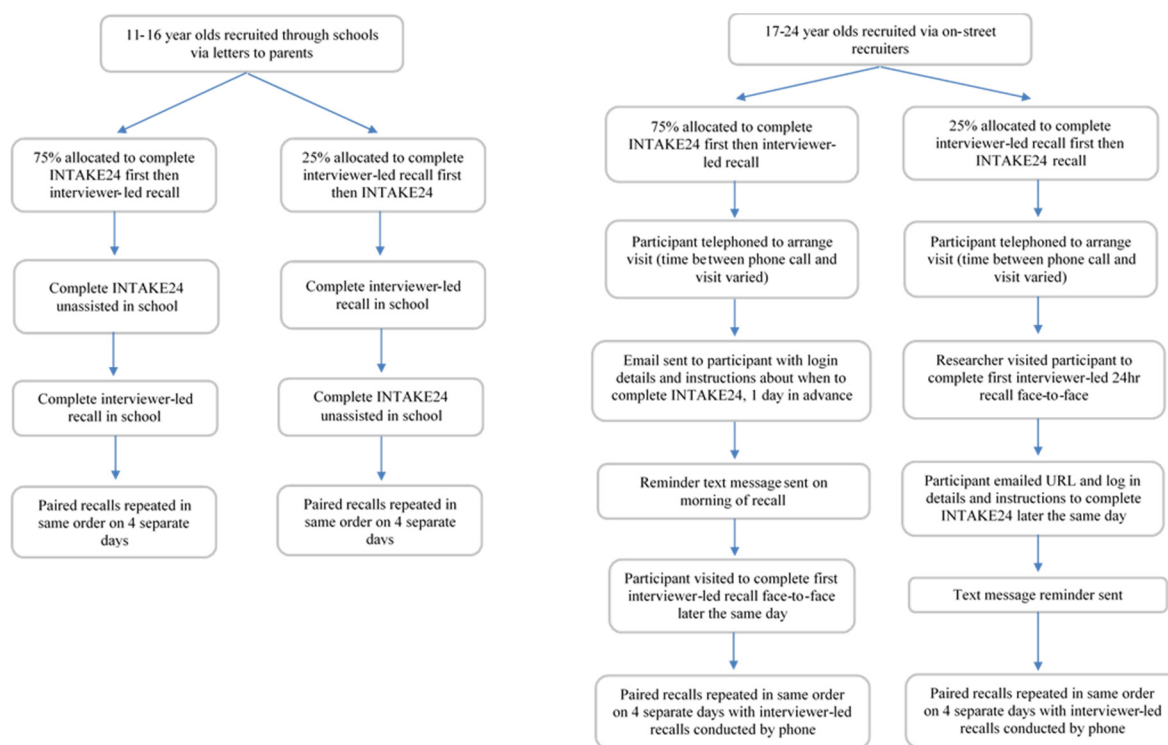 11-16 year olds recruited through schools
via letters to parents
75% allocated to complete
INTAKE24 first then
interviewer-led recall
25% allocated to complete
interviewer-led recall first
then INTAKE24
Complete INTAKE24
unassisted in school
Complete interviewer-led
recall in school
Complete interviewer-led
recall in school
Complete INTAKE24
unassisted in school
Paired recalls repeated in
same order on 4 separate
days
Paired recalls repeated in
same order on 4 separate
days
17-24 year olds recruited via on-street
recruiters
75% allocated to complete
INTAKE24 first then interviewer-
led recall
25% allocated to complete
interviewer-led recall first then
INTAKE24 recall
Participant telephoned to arrange
visit (time between phone call and
visit varied)
Participant telephoned to arrange
visit (time between phone call and
visit varied)
Email sent to participant with login
details and instructions about when to
complete INTAKE24, 1 day in advance
Researcher visited participant to
complete first interviewer-led 24hr
recall face-to-face
Reminder text message sent on
morning of recall
Participant emailed URL and log in
details and instructions to complete
INTAKE24 later the same day
Participant visited to complete first
interviewer-led recall face-to-face
later the same day
Text message reminder sent
Paired recalls repeated in same order
on 4 separate days with interviewer-led
recalls conducted by phone
Paired recalls repeated in same order
on 4 separate days with interviewer-led
recalls conducted by phone